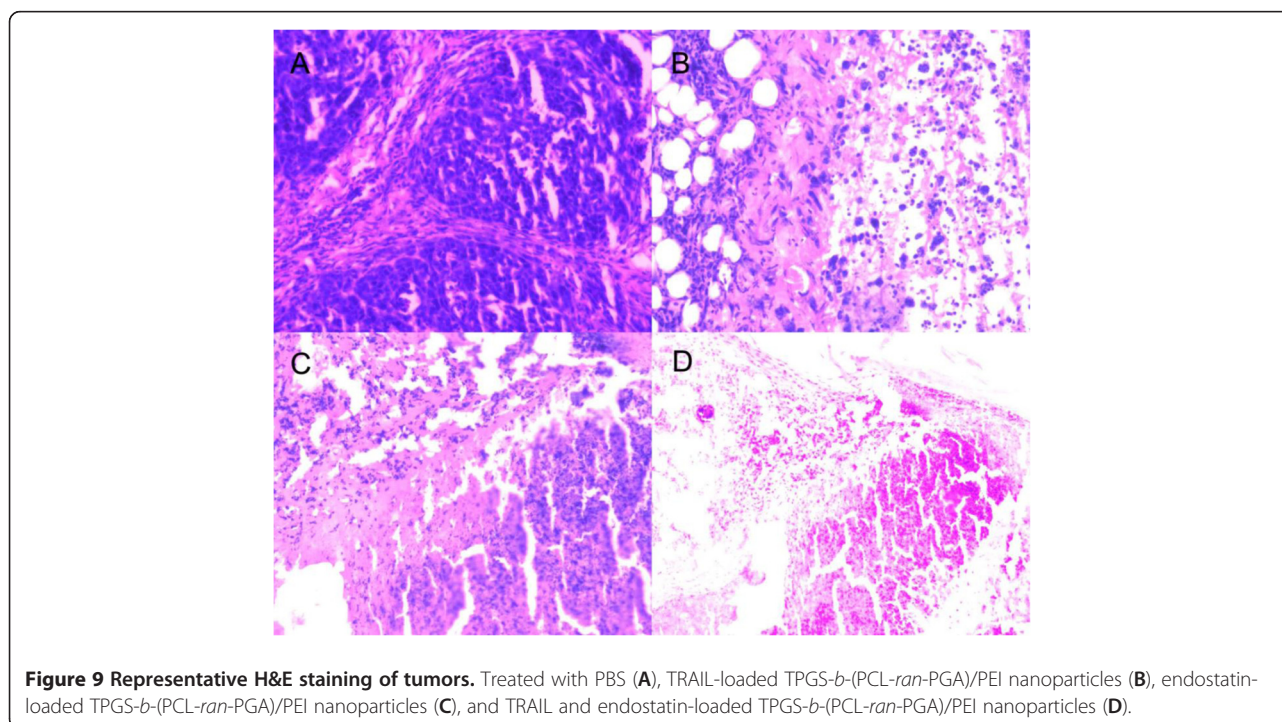 A
B
C
D
Figure 9 Representative H&E staining of tumors. Treated with PBS (A), TRAIL-loaded TPGS-b-(PCL-ran-PGA)/PEI nanoparticles (B), endostatin-
loaded TPGS-b-(PCL-ran-PGA)/PEI nanoparticles (C), and TRAIL and endostatin-loaded TPGS-b-(PCL-ran-PGA)/PEI nanoparticles (D).